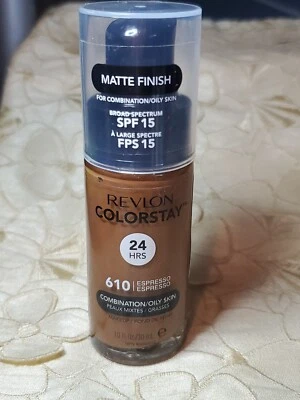 MATTE FINISH
FOR COMBINATION/OILY SKIN
BROAD SPECTRUM
SPF 15
À LARGE SPECTRE
FPS 15
REVLON
COLORSTAY™
24
HRS
610 ESPRESSO
ESPRESSO
COMBINATION/OILY SKIN
PEAUX MIXTES / GRASSES